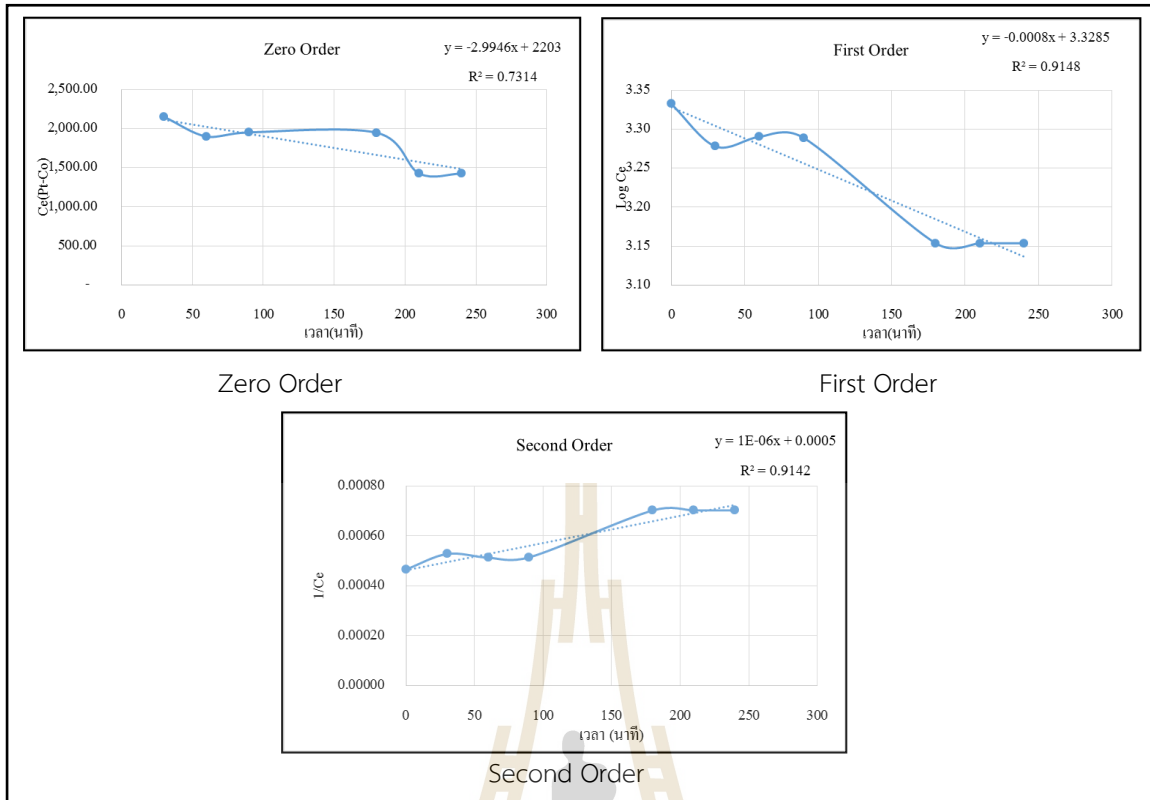 Zero Order
y = -2.9946x + 2203
R² = 0.7314
Ce(Pt-Co)
2,500.00
2,000.00
1,500.00
1,000.00
500.00
-
0 50 100 150 200 250 300
เวลา(นาที)
Zero Order
First Order
y = -0.0008x + 3.3285
R² = 0.9148
Log Ce
3.35
3.30
3.25
3.20
3.15
3.10
0 50 100 150 200 250 300
เวลา(นาที)
First Order
Second Order
y = 1E-06x + 0.0005
R² = 0.9142
1/Ce
0.00080
0.00060
0.00040
0.00020
0.00000
0 50 100 150 200 250 300
เวลา (นาที)
Second Order